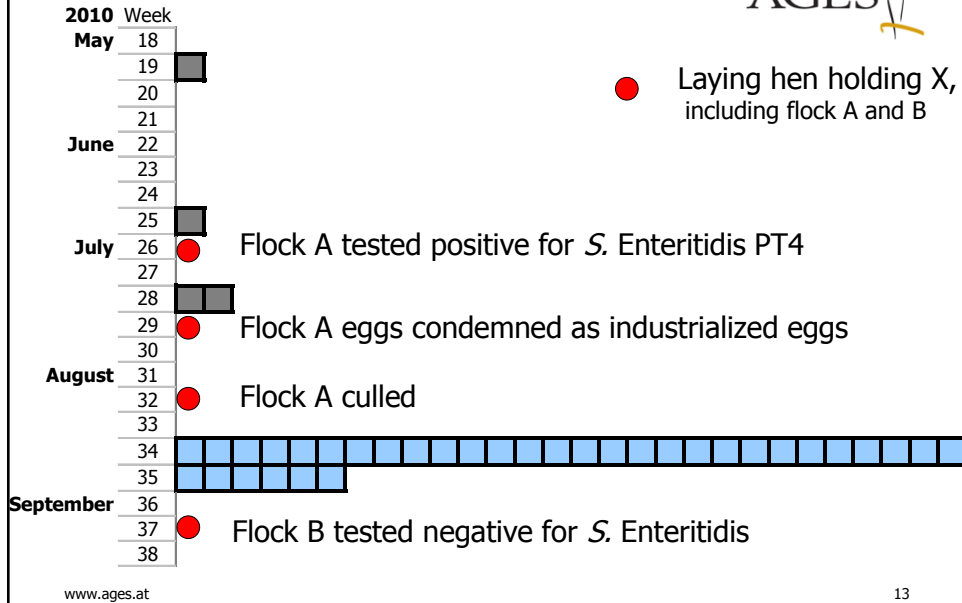 AGES
2010 Week
May 18
19
Laying hen holding X,
20
including flock A and B
21
June 22
23
24
25
July 26 Flock A tested positive for S. Enteritidis PT4
27
28
29 Flock A eggs condemned as industrialized eggs
30
August 31
32 Flock A culled
33
34
35
September 36
37 Flock B tested negative for S. Enteritidis
38
www.ages.at 13